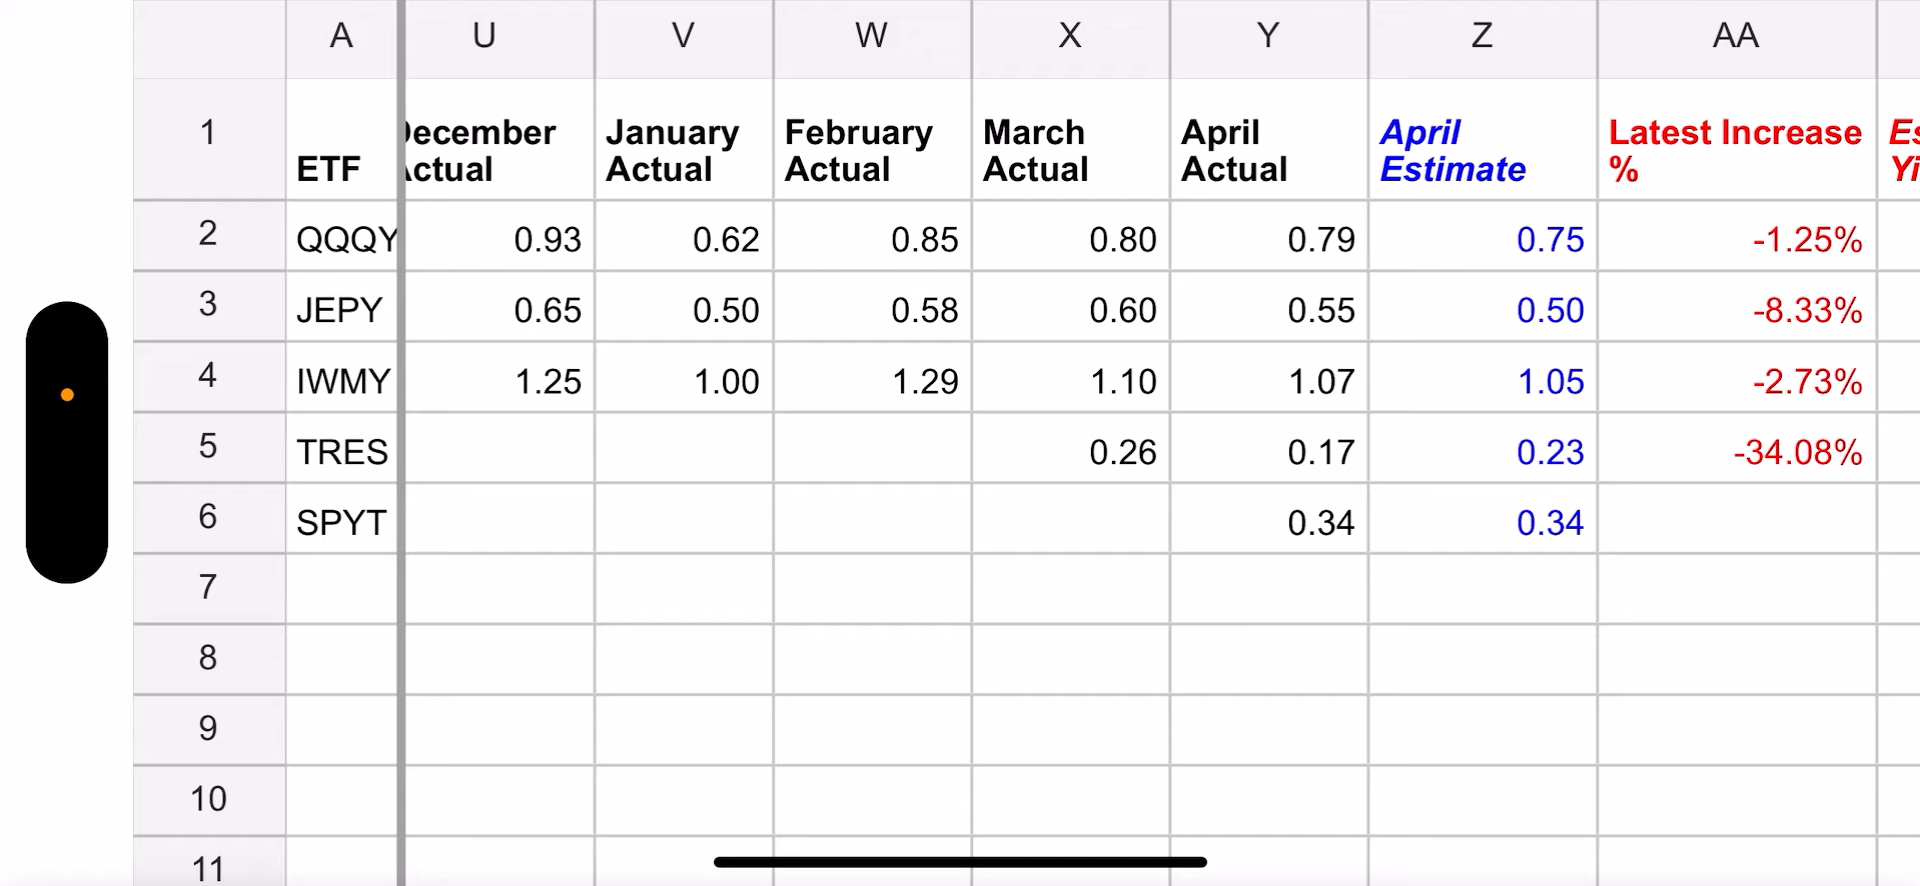 A U V W X Y Z AA
1 ETF December Actual January Actual February Actual March Actual April Actual April Estimate Latest Increase % Es Yi
2 QQQY 0.93 0.62 0.85 0.80 0.79 0.75 -1.25%
3 JEPY 0.65 0.50 0.58 0.60 0.55 0.50 -8.33%
4 IWMY 1.25 1.00 1.29 1.10 1.07 1.05 -2.73%
5 TRES 0.26 0.17 0.23 -34.08%
6 SPYT 0.34 0.34
7
8
9
10
11